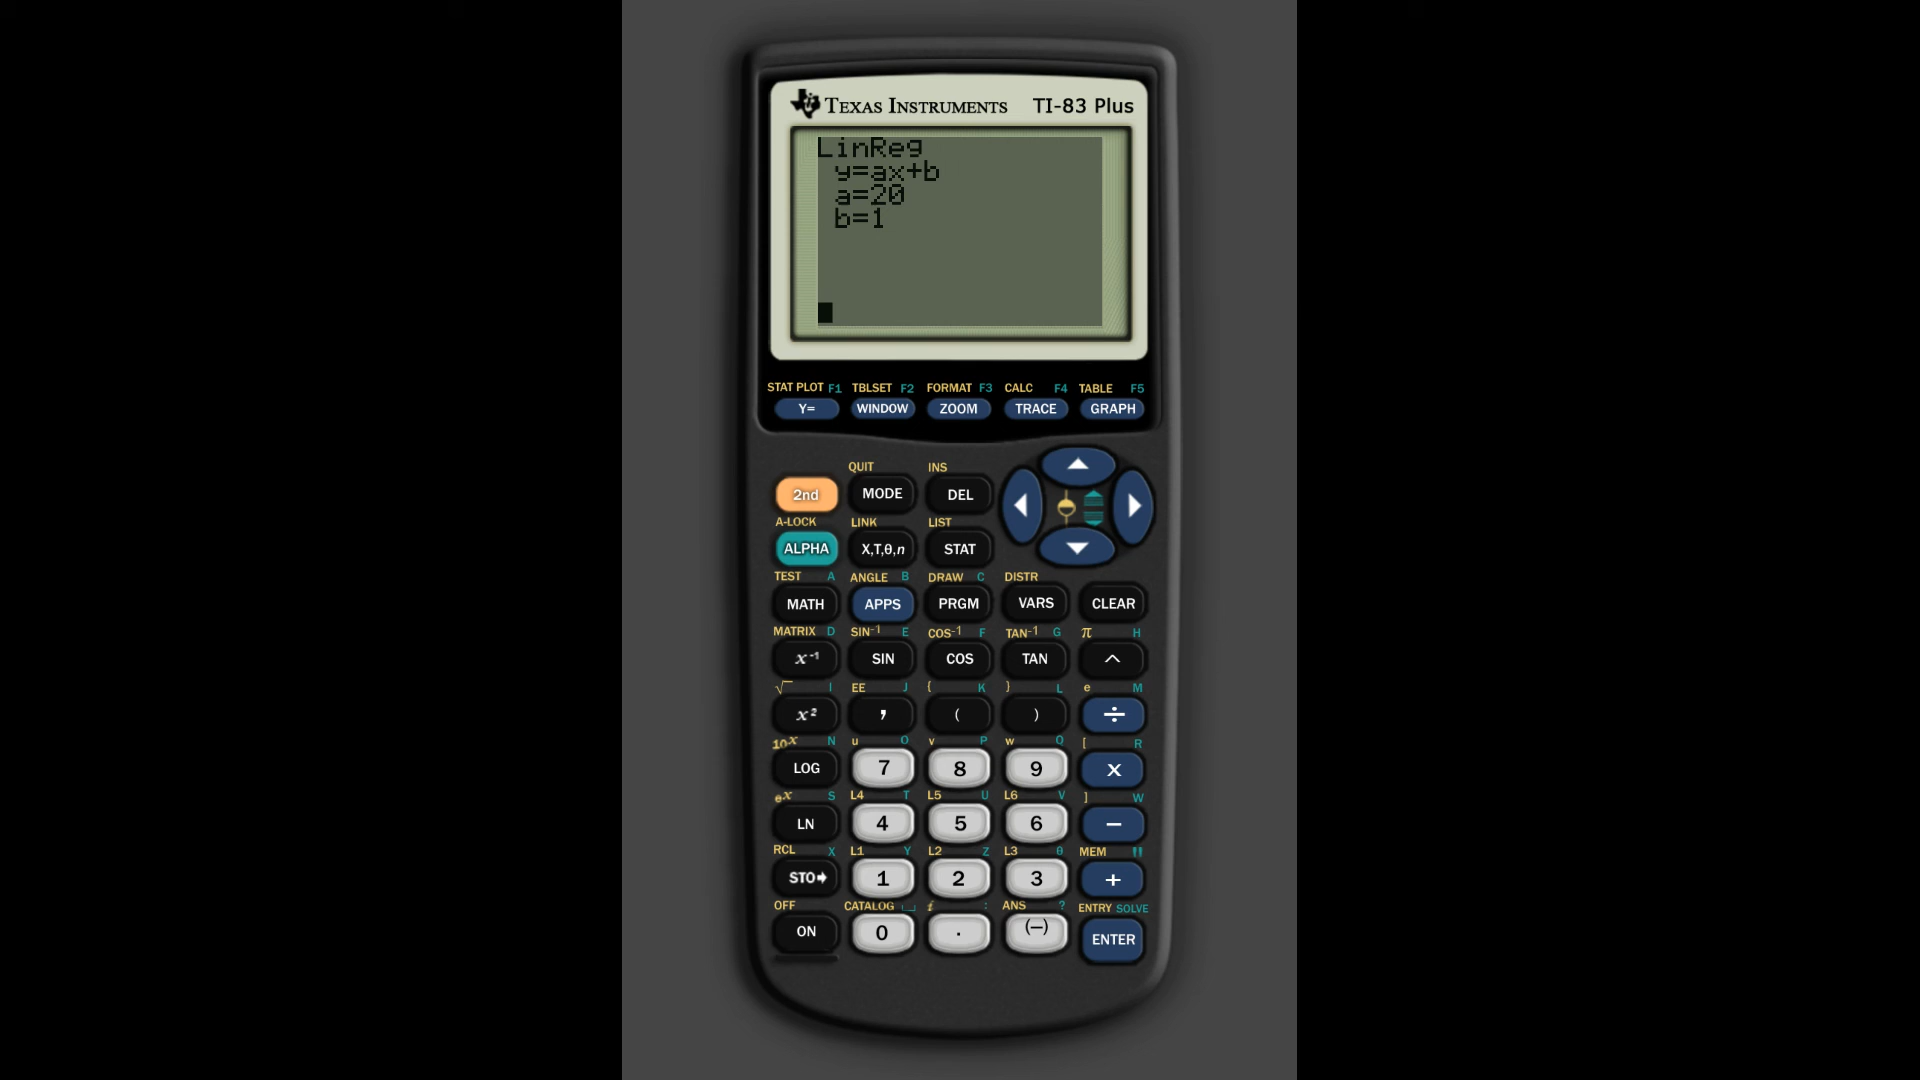 TEXAS INSTRUMENTS TI-83 Plus
LinReg
y=ax+b
a=20
b=1
STAT PLOT F1 TBLSET F2 FORMAT F3 CALC F4 TABLE F5
Y= WINDOW ZOOM TRACE GRAPH
QUIT INS
2nd MODE DEL
A-LOCK LINK LIST
ALPHA X,T,θ,n STAT
TEST A ANGLE B DRAW C DISTR
MATH APPS PRGM VARS CLEAR
MATRIX D SIN⁻¹ E COS⁻¹ F TAN⁻¹ G π H
x⁻¹ SIN COS TAN ^
√ I EE J { K } L e M
x² , ( ) ÷
10ˣ N u O v P w Q [ R
LOG 7 8 9 x
eˣ S L4 T L5 U L6 V ] W
LN 4 5 6 −
RCL X L1 Y L2 Z L3 θ MEM "
STO➡ 1 2 3 +
OFF CATALOG ⎵ i : ANS ? ENTRY SOLVE
ON 0 . (−) ENTER